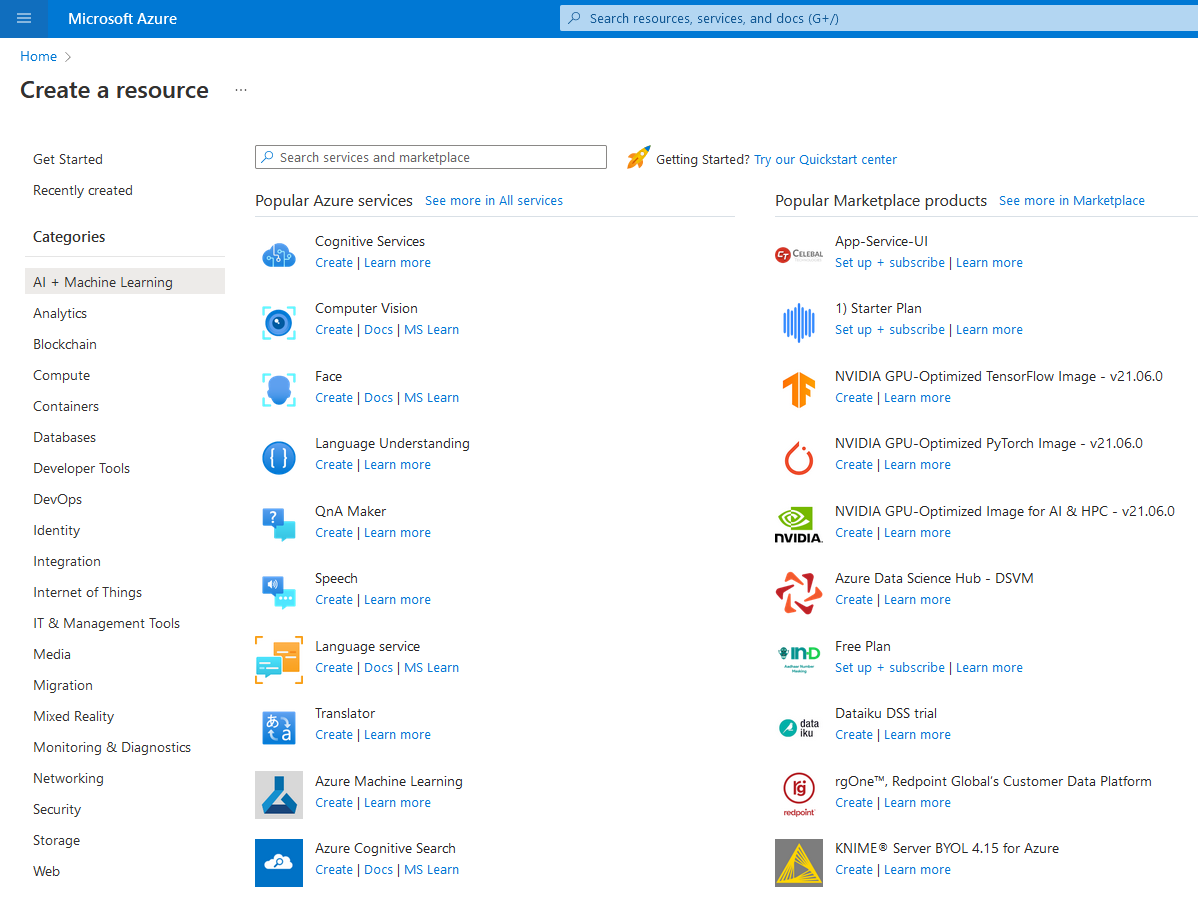 Microsoft Azure
Search resources, services, and docs (G+/)
Home
Create a resource
...
Get Started
Recently created
Categories
AI + Machine Learning
Analytics
Blockchain
Compute
Containers
Databases
Developer Tools
DevOps
Identity
Integration
Internet of Things
IT & Management Tools
Media
Migration
Mixed Reality
Monitoring & Diagnostics
Networking
Security
Storage
Web
Search services and marketplace
Getting Started? Try our Quickstart center
Popular Azure services See more in All services
Cognitive Services
Create | Learn more
Computer Vision
Create | Docs | MS Learn
Face
Create | Docs | MS Learn
Language Understanding
Create | Learn more
QnA Maker
Create | Learn more
Speech
Create | Learn more
Language service
Create | Docs | MS Learn
あ
a
Translator
Create | Learn more
Azure Machine Learning
Create | Learn more
Azure Cognitive Search
Create | Docs | MS Learn
Popular Marketplace products See more in Marketplace
CT CELEBAL
App-Service-UI
Set up + subscribe | Learn more
1) Starter Plan
Set up + subscribe | Learn more
NVIDIA GPU-Optimized TensorFlow Image - v21.06.0
Create | Learn more
NVIDIA GPU-Optimized PyTorch Image - v21.06.0
Create | Learn more
NVIDIA.
NVIDIA GPU-Optimized Image for AI & HPC - v21.06.0
Create | Learn more
Azure Data Science Hub - DSVM
Create | Learn more
IN-D
Aadhaar Number
Masking
Free Plan
Set up + subscribe | Learn more
data
iku
Dataiku DSS trial
Create | Learn more
rg
redpoint
rgOne™, Redpoint Global's Customer Data Platform
Create | Learn more
KNIME® Server BYOL 4.15 for Azure
Create | Learn more